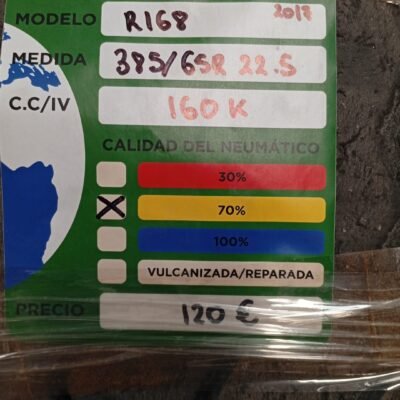 MODELO R168 2017
MEDIDA 385/65R 22.5
C.C/IV 160 K
CALIDAD DEL NEUMÁTICO
30%
70%
100%
VULCANIZADA/REPARADA
PRECIO 120 €